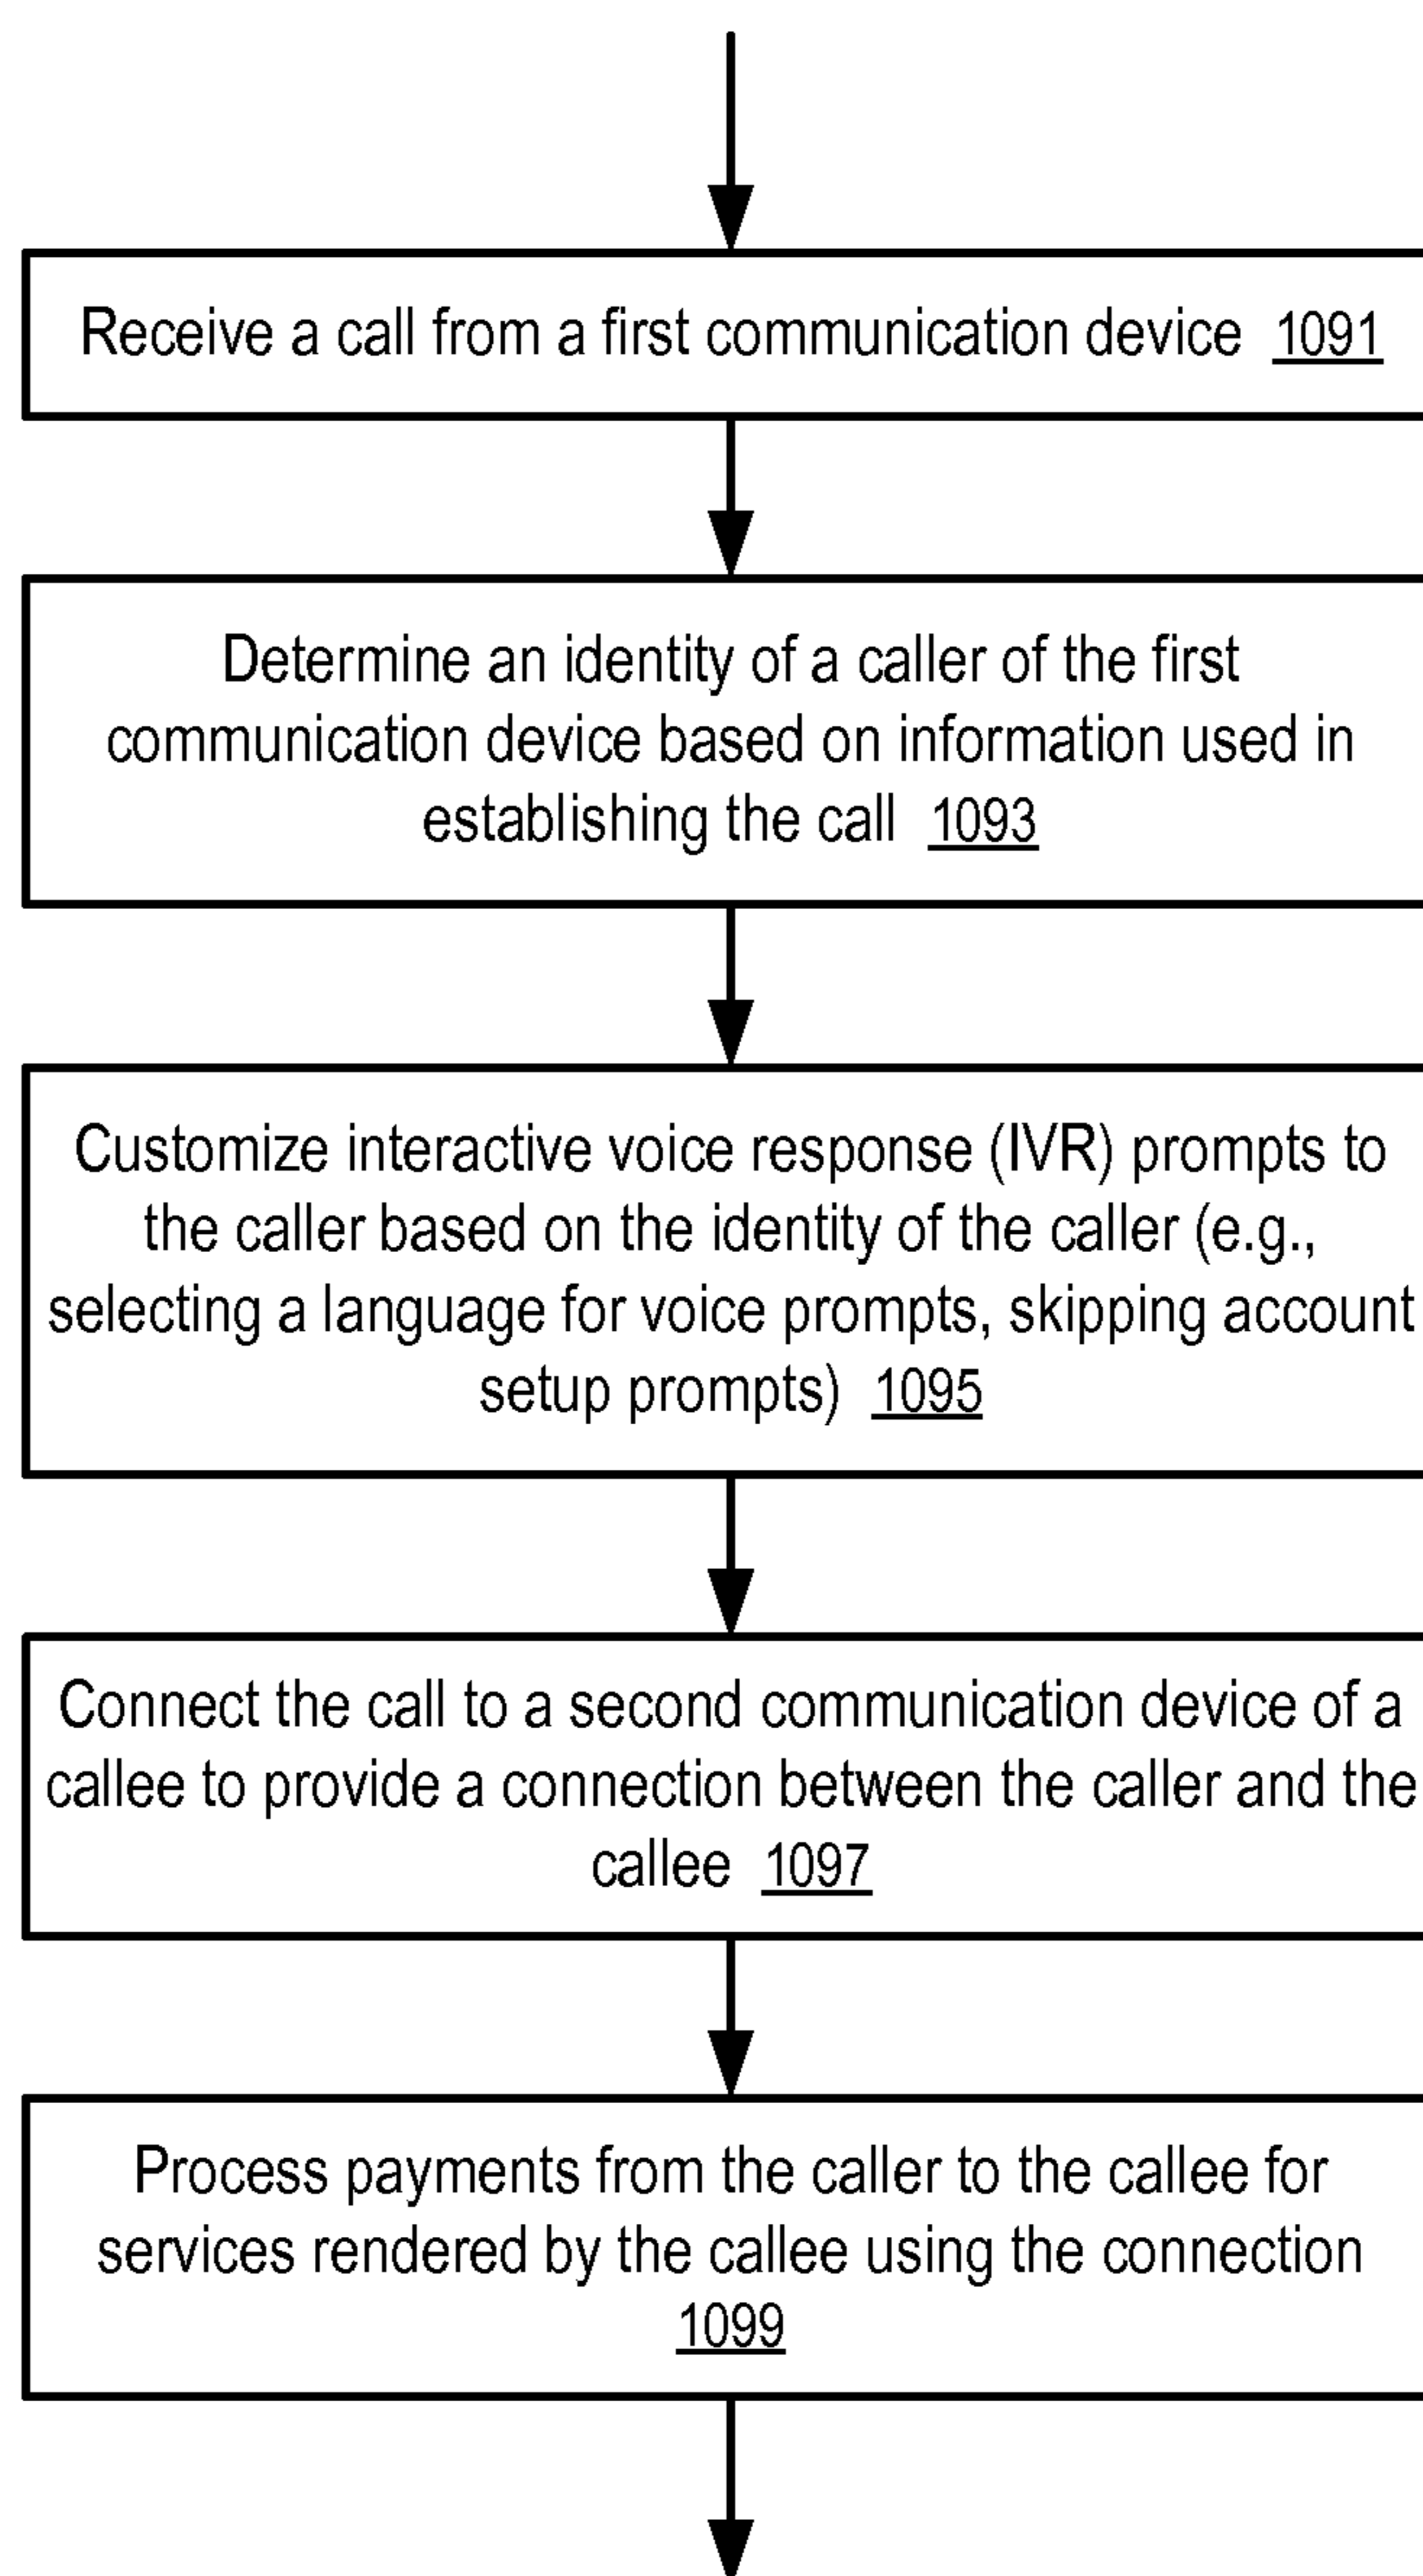 Receive a call from a first communication device 1091
Determine an identity of a caller of the first
communication device based on information used in
establishing the call 1093
Customize interactive voice response (IVR) prompts to
the caller based on the identity of the caller (e.g.,
selecting a language for voice prompts, skipping account
setup prompts) 1095
Connect the call to a second communication device of a
callee to provide a connection between the caller and the
callee 1097
Process payments from the caller to the callee for
services rendered by the callee using the connection
1099